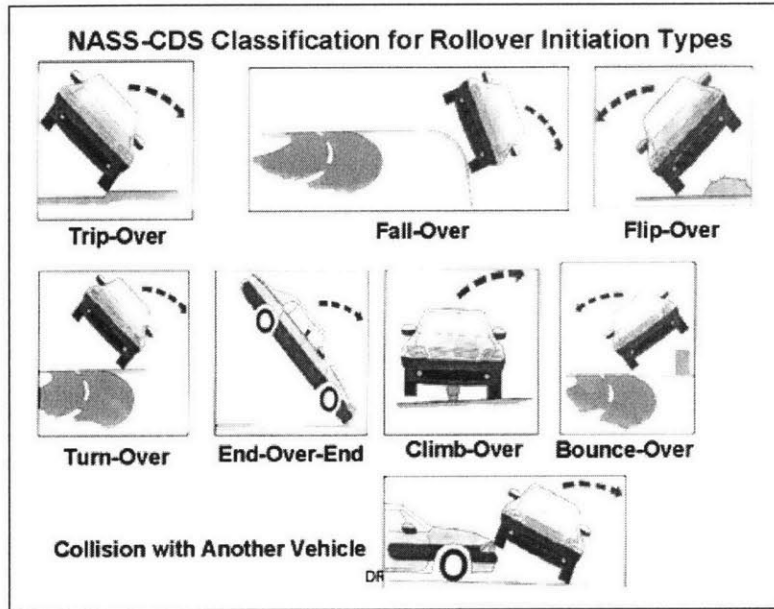 NASS-CDS Classification for Rollover Initiation Types
Trip-Over
Fall-Over
Flip-Over
Turn-Over
End-Over-End
Climb-Over
Bounce-Over
Collision with Another Vehicle
DR